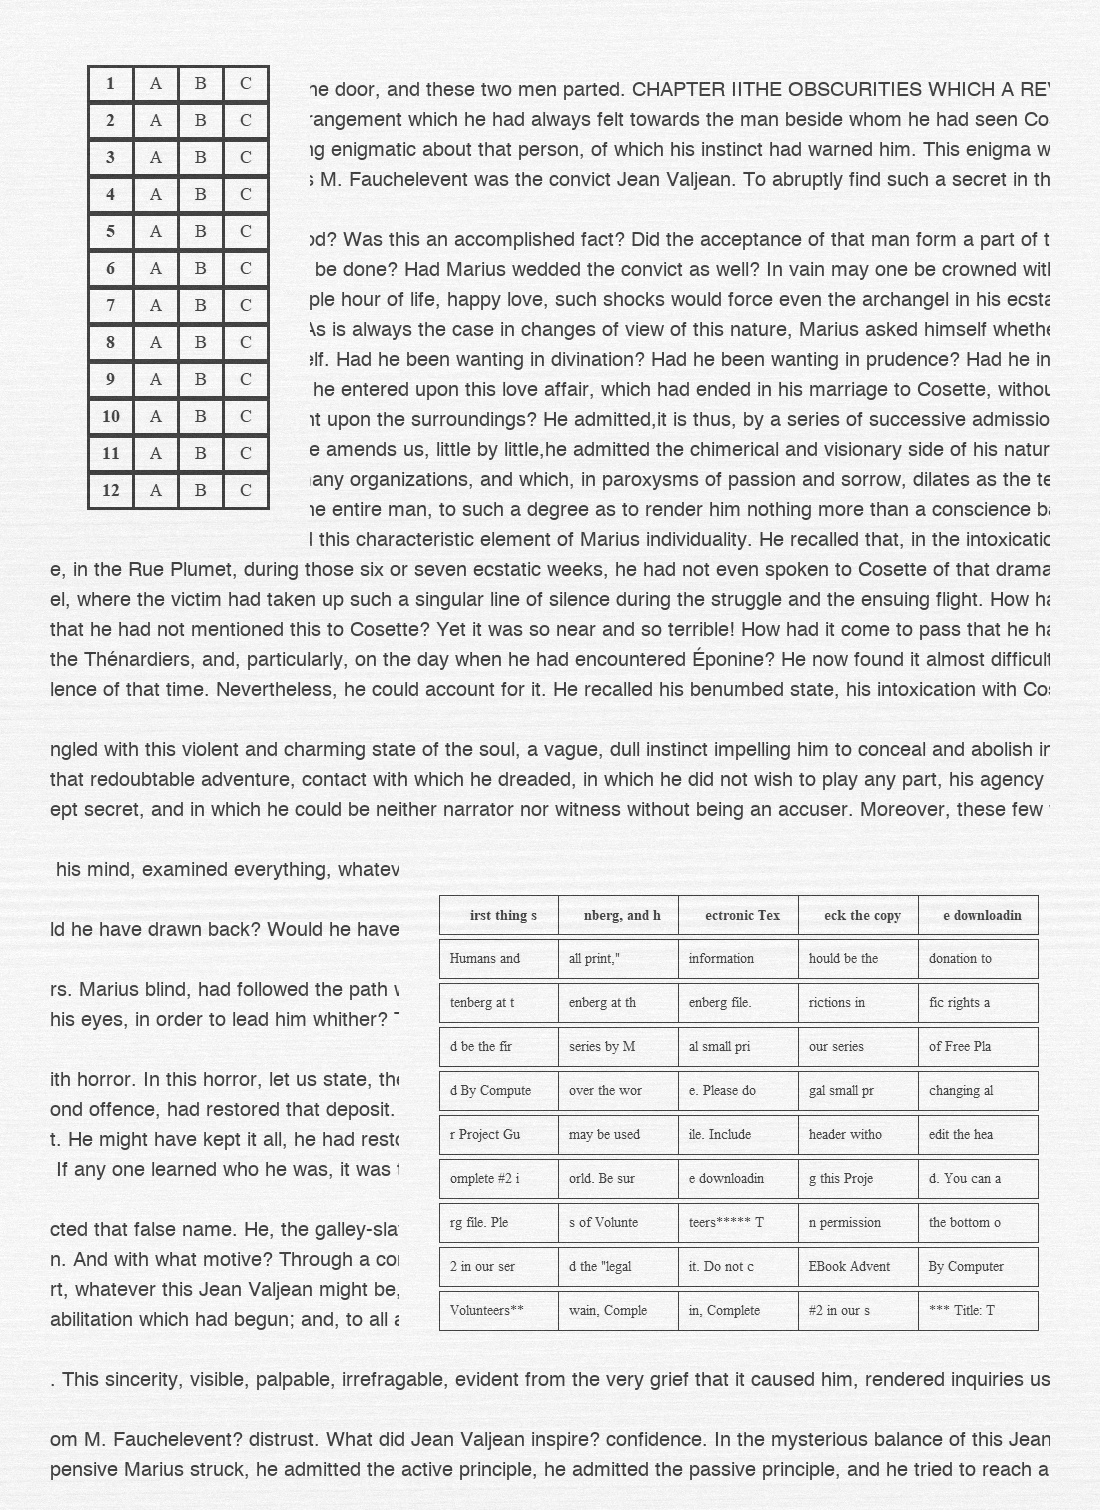 1 A B C
2 A B C
3 A B C
4 A B C
5 A B C
6 A B C
7 A B C
8 A B C
9 A B C
10 A B C
11 A B C
12 A B C
door, and these two men parted. CHAPTER IITHE OBSCURITIES WHICH A
rangement which he had always felt towards the man beside whom he had seen Co
ng enigmatic about that person, of which his instinct had warned him. This enigma w
M. Fauchelevent was the convict Jean Valjean. To abruptly find such a secret in th
od? Was this an accomplished fact? Did the acceptance of that man form a part of t
be done? Had Marius wedded the convict as well? In vain may one be crowned with
ple hour of life, happy love, such shocks would force even the archangel in his ecsta
As is always the case in changes of view of this nature, Marius asked himself whethe
elf. Had he been wanting in divination? Had he been wanting in prudence? Had he in
he entered upon this love affair, which had ended in his marriage to Cosette, withou
nt upon the surroundings? He admitted,it is thus, by a series of successive admissio
e amends us, little by little,he admitted the chimerical and visionary side of his natur
any organizations, and which, in paroxysms of passion and sorrow, dilates as the te
entire man, to such a degree as to render him nothing more than a conscience ba
this characteristic element of Marius individuality. He recalled that, in the intoxicatio
e, in the Rue Plumet, during those six or seven ecstatic weeks, he had not even spoken to Cosette of that drama
el, where the victim had taken up such a singular line of silence during the struggle and the ensuing flight. How ha
that he had not mentioned this to Cosette? Yet it was so near and so terrible! How had it come to pass that he ha
the Thénardiers, and, particularly, on the day when he had encountered Éponine? He now found it almost difficult
lence of that time. Nevertheless, he could account for it. He recalled his benumbed state, his intoxication with Cos
ngled with this violent and charming state of the soul, a vague, dull instinct impelling him to conceal and abolish in
that redoubtable adventure, contact with which he dreaded, in which he did not wish to play any part, his agency
ept secret, and in which he could be neither narrator nor witness without being an accuser. Moreover, these few
his mind, examined everything, whatev
ld he have drawn back? Would he have
rs. Marius blind, had followed the path
his eyes, in order to lead him whither?
ith horror. In this horror, let us state, the
ond offence, had restored that deposit.
t. He might have kept it all, he had resto
If any one learned who he was, it was
cted that false name. He, the galley-sla
n. And with what motive? Through a co
rt, whatever this Jean Valjean might be,
abilitation which had begun; and, to all a
irst thing s nberg, and h ectronic Tex eck the copy e downloadin
Humans and all print," information hould be the donation to
tenberg at t enberg at th enberg file. rictions in fic rights a
d be the fir series by M al small pri our series of Free Pla
d By Compute over the wor e. Please do gal small pr changing al
r Project Gu may be used ile. Include header witho edit the hea
omplete #2 i orld. Be sur e downloadin g this Proje d. You can a
rg file. Ple s of Volunte teers***** T n permission the bottom o
2 in our ser d the "legal it. Do not c EBook Advent By Computer
Volunteers** wain, Comple in, Complete #2 in our s *** Title: T
. This sincerity, visible, palpable, irrefragable, evident from the very grief that it caused him, rendered inquiries us
om M. Fauchelevent? distrust. What did Jean Valjean inspire? confidence. In the mysterious balance of this Jean
pensive Marius struck, he admitted the active principle, he admitted the passive principle, and he tried to reach a